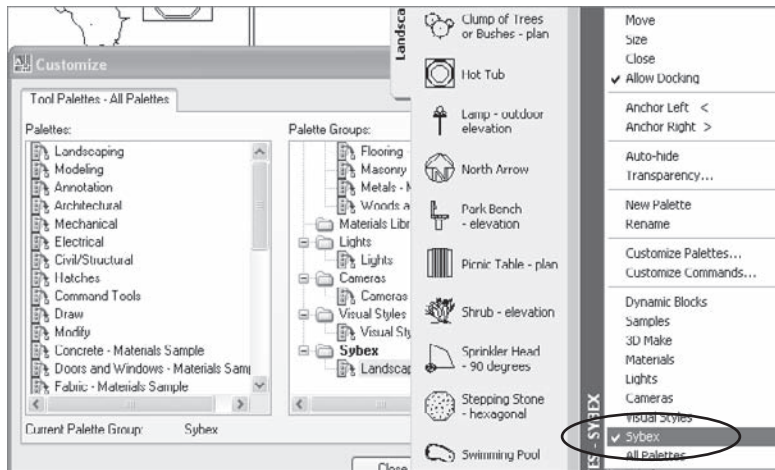 Customize
Tool Palettes - All Palettes
Palettes:
Landscaping
Modeling
Annotation
Architectural
Mechanical
Electrical
Civil/Structural
Hatches
Command Tools
Draw
Modify
Concrete - Materials Sample
Doors and Windows - Materials Sam
Fabric - Materials Sample
Current Palette Group: Sybex
Palette Groups:
Flooring -
Masonry
Metals - M
Woods a
Materials Libr
Lights
Lights
Cameras
Cameras
Visual Styles
Visual Sty
Sybex
Landscap
Close
Landsca
Clump of Trees
or Bushes - plan
Hot Tub
Lamp - outdoor
elevation
North Arrow
Park Bench
- elevation
Picnic Table - plan
Shrub - elevation
Sprinkler Head
- 90 degrees
Stepping Stone
- hexagonal
Swimming Pool
ES - SYBEX
Move
Size
Close
Allow Docking
Anchor Left <
Anchor Right >
Auto-hide
Transparency...
New Palette
Rename
Customize Palettes...
Customize Commands...
Dynamic Blocks
Samples
3D Make
Materials
Lights
Cameras
Visual Styles
Sybex
All Palettes